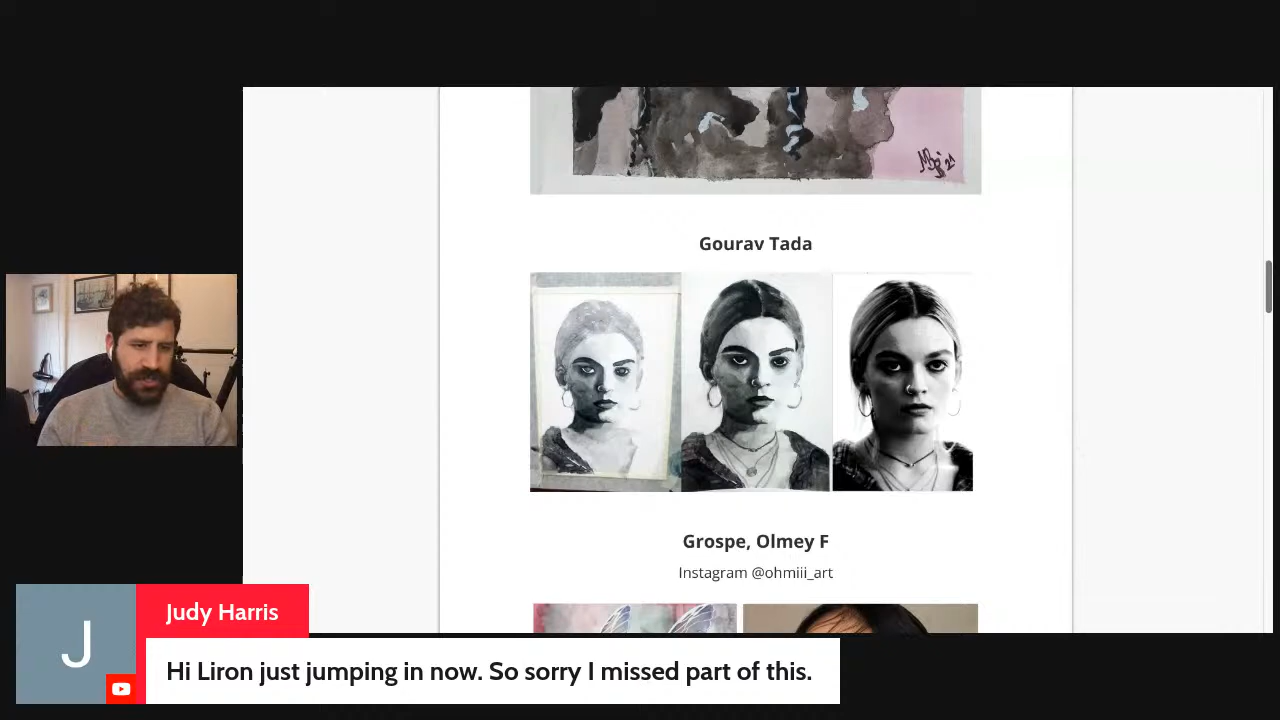 Gourav Tada
Grospe, Olmey F
Instagram @ohmiii_art
J
Judy Harris
Hi Liron just jumping in now. So sorry I missed part of this.